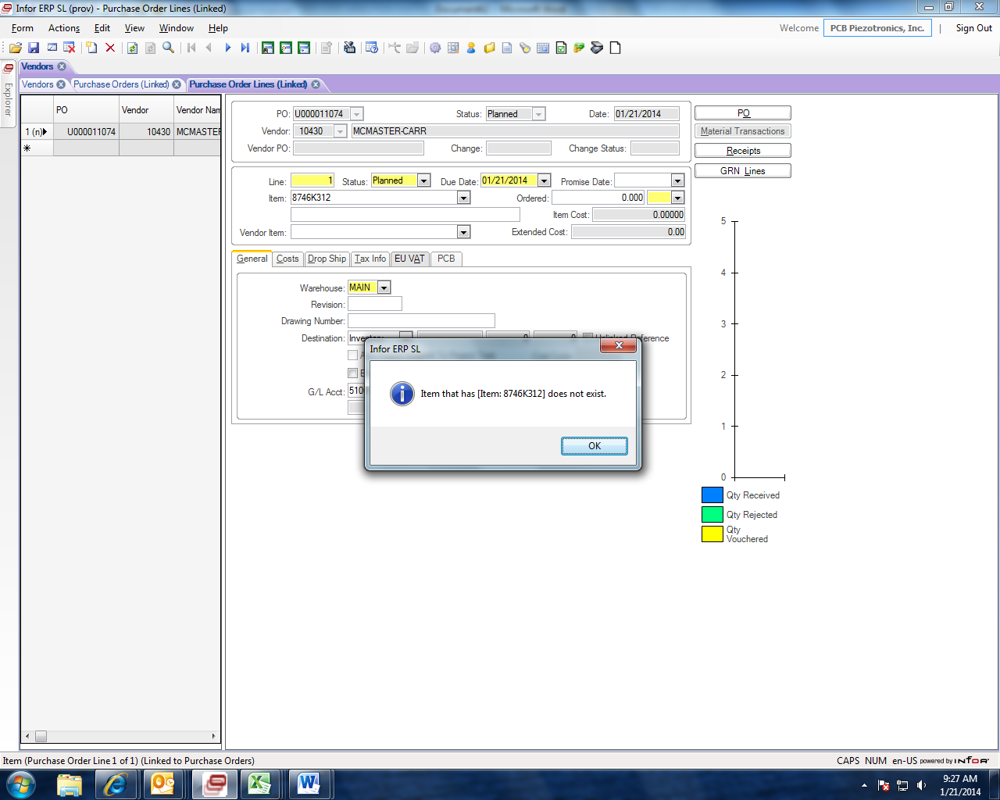 Infor ERP SL (prov) - Purchase Order Lines (Linked)
Form Actions Edit View Window Help
Welcome PCB Piezotronics, Inc. | Sign Out
Explorer
Vendors
Vendors Purchase Orders (Linked) Purchase Order Lines (Linked)
PO Vendor Vendor Nam
1 (n) U000011074 10430 MCMASTER
PO: U000011074 Status: Planned Date: 01/21/2014
Vendor: 10430 MCMASTER-CARR
Vendor PO: Change: Change Status:
PO
Material Transactions
Receipts
GRN Lines
Line: 1 Status: Planned Due Date: 01/21/2014 Promise Date:
Item: 8746K312 Ordered: 0.000
Item Cost: 0.00000
Vendor Item: Extended Cost: 0.00
General Costs Drop Ship Tax Info EU VAT PCB
Warehouse: MAIN
Revision:
Drawing Number:
Destination:
G/L Acct: 510
Infor ERP SL
Item that has [Item: 8746K312] does not exist.
OK
5
4
3
2
1
0
Qty Received
Qty Rejected
Qty
Vouchered
Item (Purchase Order Line 1 of 1) (Linked to Purchase Orders)
CAPS NUM en-US powered by infor
9:27 AM
1/21/2014